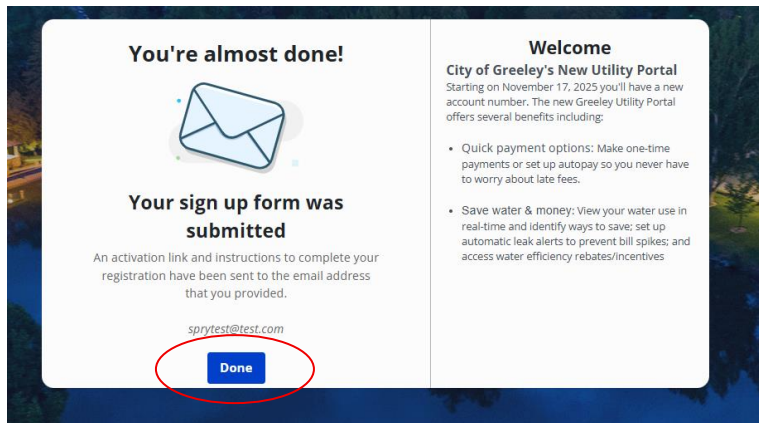 You're almost done!
Your sign up form was
submitted
An activation link and instructions to complete your
registration have been sent to the email address
that you provided.
sprytest@test.com
Done
Welcome
City of Greeley's New Utility Portal
Starting on November 17, 2025 you'll have a new
account number. The new Greeley Utility Portal
offers several benefits including:
• Quick payment options: Make one-time
payments or set up autopay so you never have
to worry about late fees.
• Save water & money: View your water use in
real-time and identify ways to save; set up
automatic leak alerts to prevent bill spikes; and
access water efficiency rebates/incentives